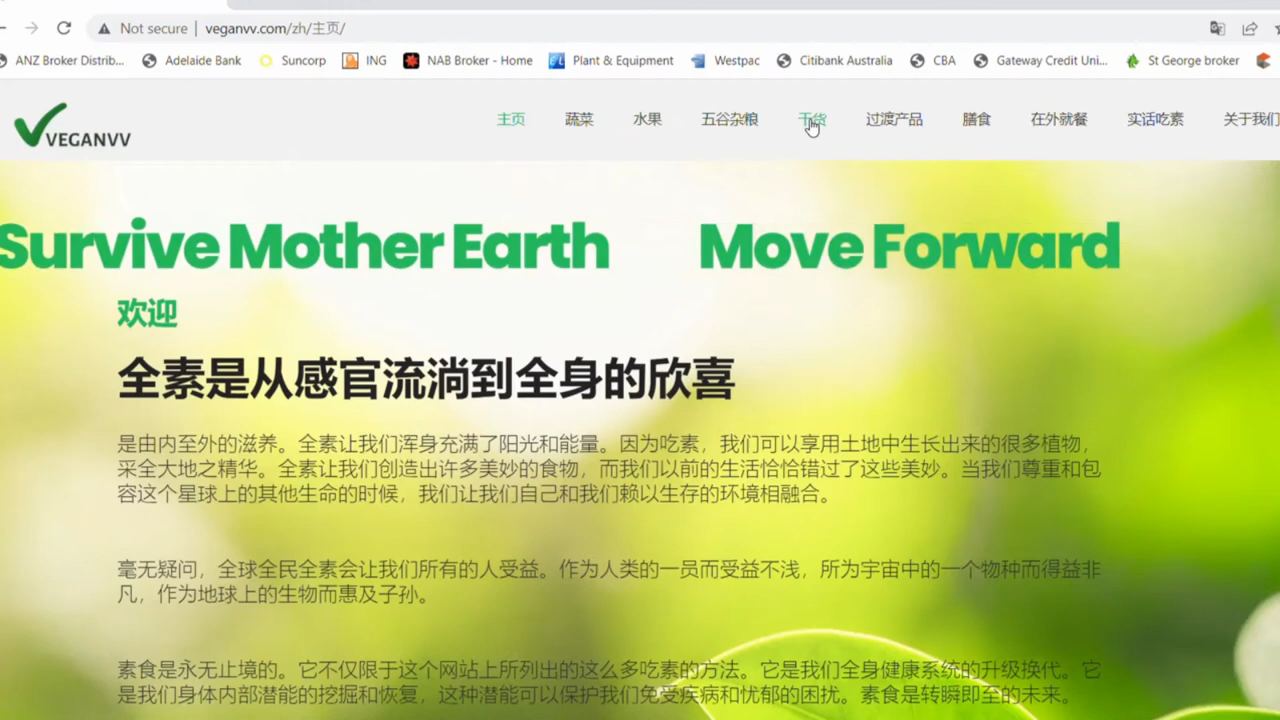 Not secure | veganvv.com/zh/主页/
ANZ Broker Distrib... Adelaide Bank Suncorp ING NAB Broker - Home Plant & Equipment Westpac Citibank Australia CBA Gateway Credit Uni... St George broker
VEGANVV
主页 蔬菜 水果 五谷杂粮 干货 过渡产品 膳食 在外就餐 实话吃素 关于我们
Survive Mother Earth Move Forward
欢迎
全素是从感官流淌到全身的欣喜
是由内至外的滋养。全素让我们浑身充满了阳光和能量。因为吃素，我们可以享用土地中生长出来的很多植物，
采全大地之精华。全素让我们创造出许多美妙的食物，而我们以前的生活恰恰错过了这些美妙。当我们尊重和包
容这个星球上的其他生命的时候，我们让我们自己和我们赖以生存的环境相融合。
毫无疑问，全球全民全素会让我们所有的人受益。作为人类的一员而受益不浅，所为宇宙中的一个物种而得益非
凡，作为地球上的生物而惠及子孙。
素食是永无止境的。它不仅限于这个网站上所列出的这么多吃素的方法。它是我们全身健康系统的升级换代。它
是我们身体内部潜能的挖掘和恢复，这种潜能可以保护我们免受疾病和忧郁的困扰。素食是转瞬即至的未来。